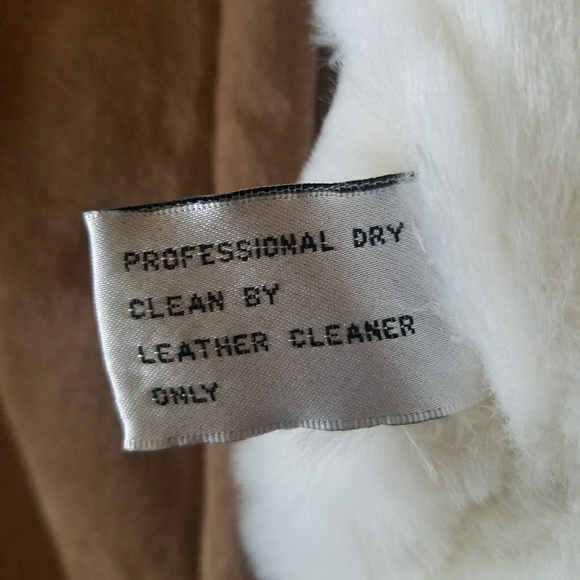 PROFESSIONAL DRY
CLEAN BY
LEATHER CLEANER
ONLY